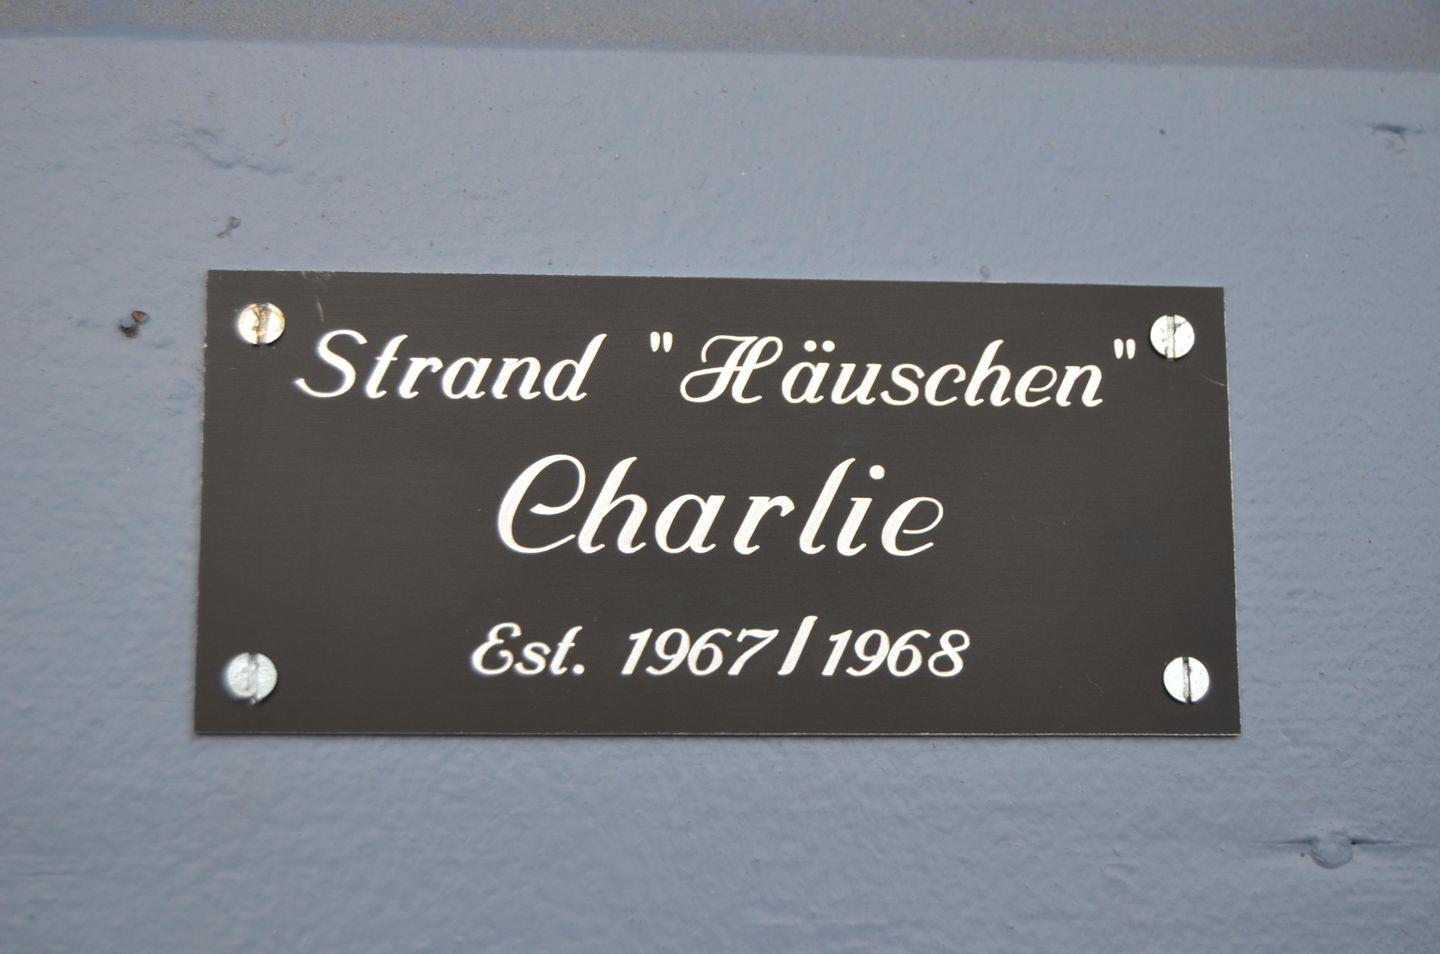 Strand "Häuschen"
Charlie
Est. 1967/1968